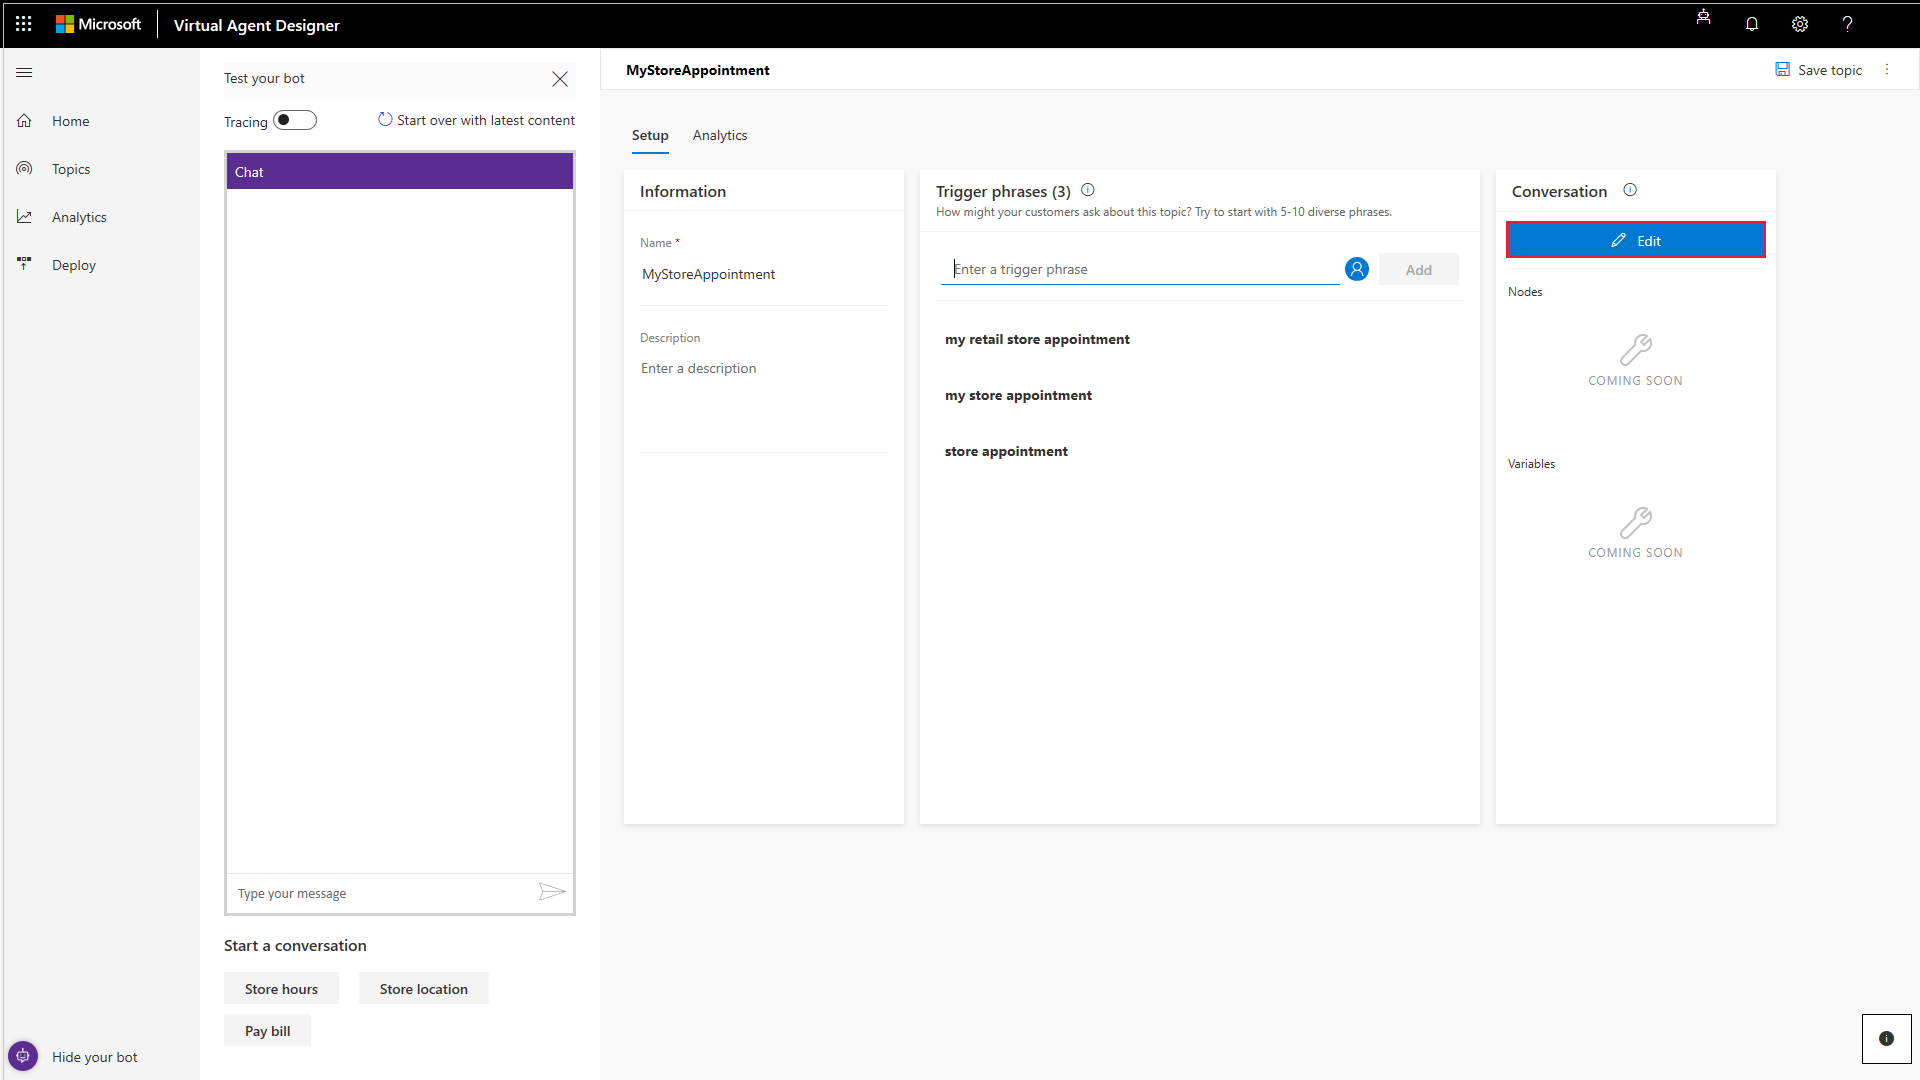 Microsoft
Virtual Agent Designer
?
Home
Topics
Analytics
Deploy
Hide your bot
Test your bot
Tracing
Start over with latest content
Chat
Type your message
Start a conversation
Store hours
Store location
Pay bill
MyStoreAppointment
Save topic
Setup
Analytics
Information
Name *
MyStoreAppointment
Description
Enter a description
Trigger phrases (3)
How might your customers ask about this topic? Try to start with 5-10 diverse phrases.
Enter a trigger phrase
Add
my retail store appointment
my store appointment
store appointment
Conversation
Edit
Nodes
COMING SOON
Variables
COMING SOON